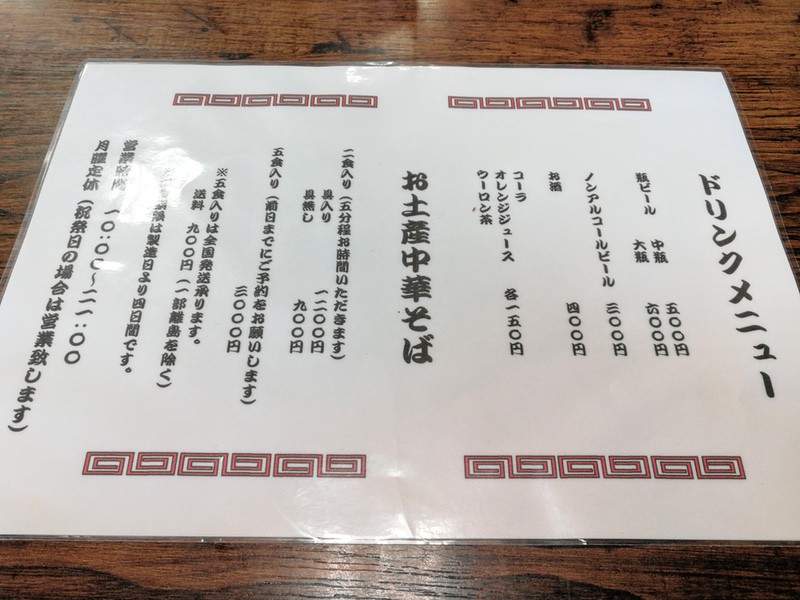 ドリンクメニュー
瓶ビール 中瓶 五〇〇円
大瓶 六〇〇円
ノンアルコールビール 三〇〇円
お酒 四〇〇円
コーラ
オレンジジュース 各一五〇円
ウーロン茶
お土産中華そば
二食入り(五分程お時間いただきます)
具入り 一二〇〇円
具無し 九〇〇円
五食入り(前日までにご予約をお願いします)
三〇〇〇円
※五食入りは全国発送承ります。
送料 九〇〇円(一部離島を除く)
は製造日より四日間です。
営業時間 一〇:〇〇〜二一:〇〇
月曜定休(祝祭日の場合は営業致します)